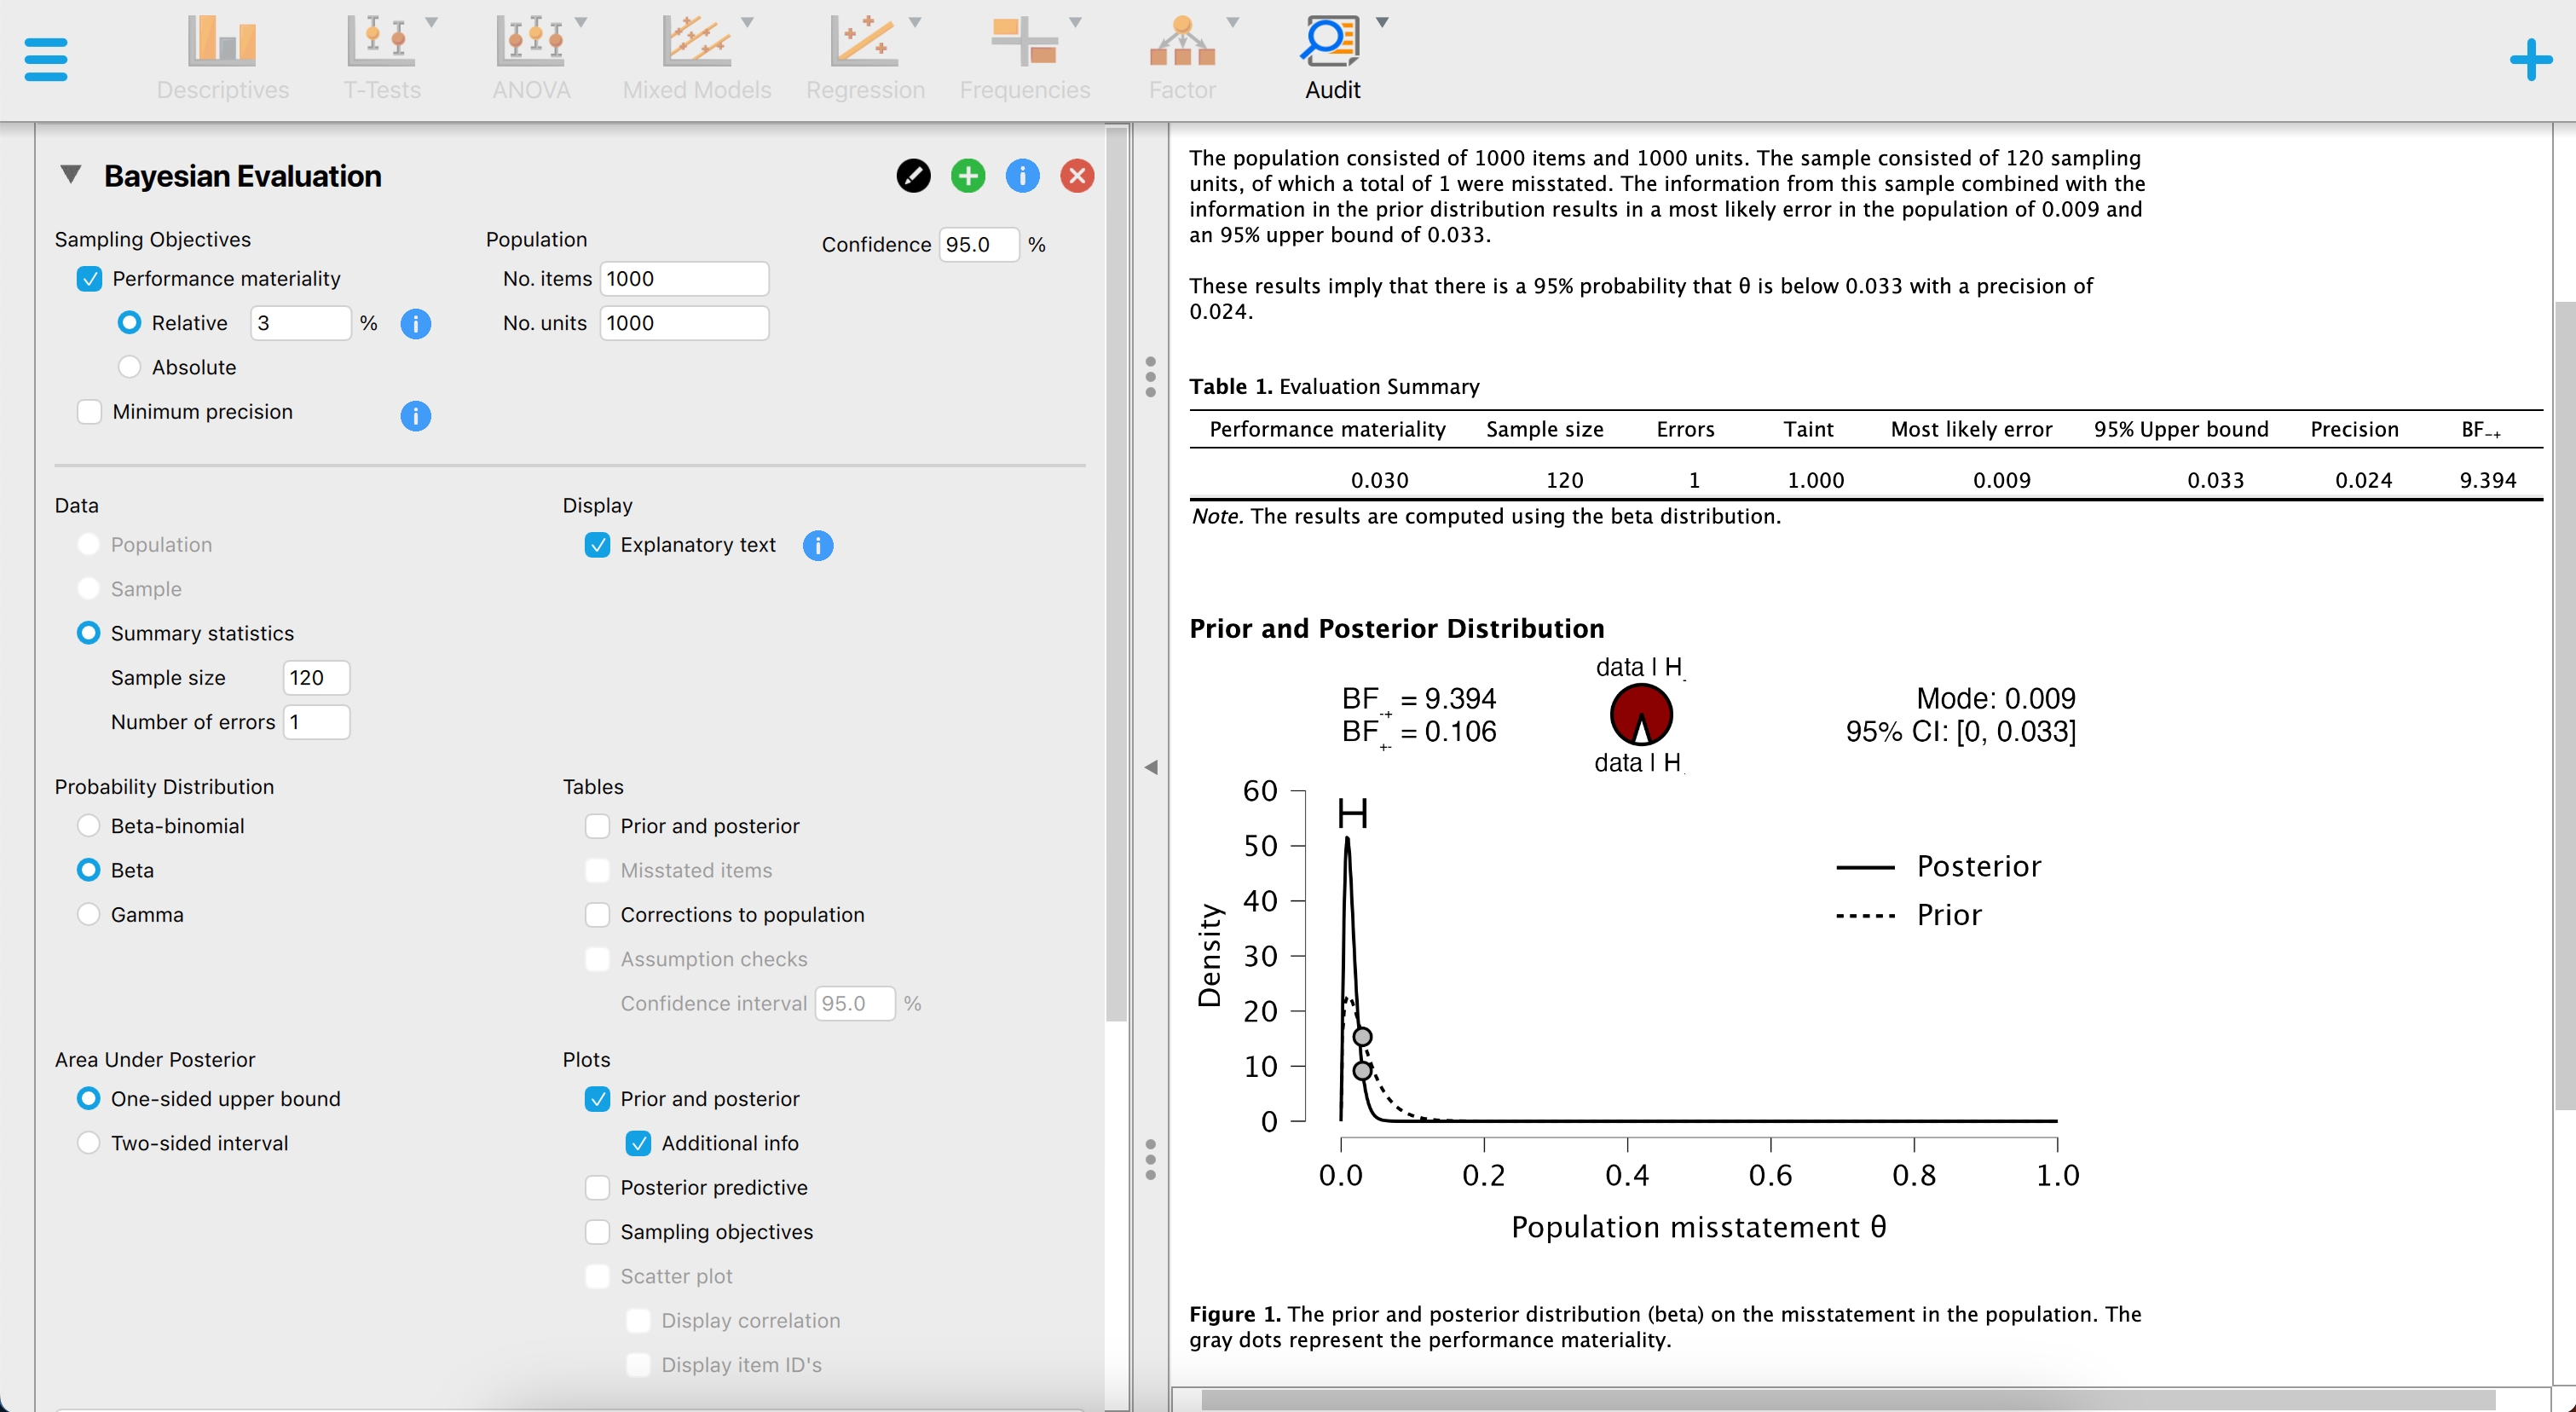 Descriptives
T-Tests
ANOVA
Mixed Models
Regression
Frequencies
Factor
Audit
Bayesian Evaluation
Sampling Objectives
Performance materiality
Relative 3 %
Absolute
Minimum precision
Population
No. items 1000
No. units 1000
Confidence 95.0 %
Data
Population
Sample
Summary statistics
Sample size 120
Number of errors 1
Display
Explanatory text
Probability Distribution
Beta-binomial
Beta
Gamma
Tables
Prior and posterior
Misstated items
Corrections to population
Assumption checks
Confidence interval 95.0 %
Area Under Posterior
One-sided upper bound
Two-sided interval
Plots
Prior and posterior
Additional info
Posterior predictive
Sampling objectives
Scatter plot
Display correlation
Display item ID's
The population consisted of 1000 items and 1000 units. The sample consisted of 120 sampling
units, of which a total of 1 were misstated. The information from this sample combined with the
information in the prior distribution results in a most likely error in the population of 0.009 and
an 95% upper bound of 0.033.
These results imply that there is a 95% probability that θ is below 0.033 with a precision of
0.024.
Table 1. Evaluation Summary
Performance materiality Sample size Errors Taint Most likely error 95% Upper bound Precision BF₋₊
0.030 120 1 1.000 0.009 0.033 0.024 9.394
Note. The results are computed using the beta distribution.
Prior and Posterior Distribution
data | H₋
BF₋₊ = 9.394
BF₊₋ = 0.106
data | H
Mode: 0.009
95% CI: [0, 0.033]
60
50
40
30
20
10
0
Density
Posterior
Prior
0.0 0.2 0.4 0.6 0.8 1.0
Population misstatement θ
Figure 1. The prior and posterior distribution (beta) on the misstatement in the population. The
gray dots represent the performance materiality.